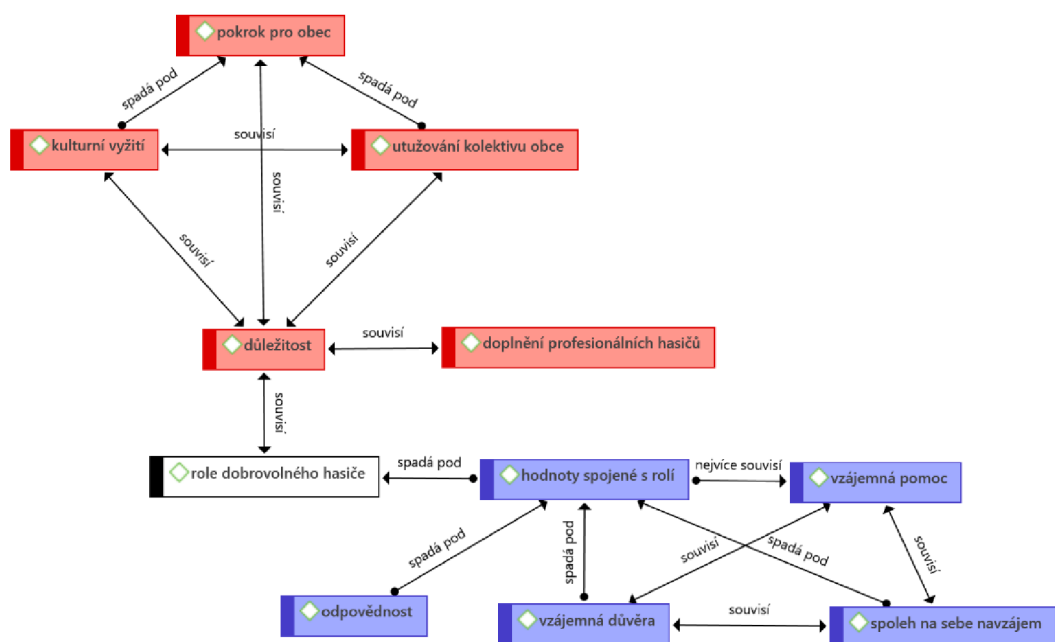 pokrok pro obec
spadá pod
spadá pod
kulturní vyžití
souvisí
utužování kolektivu obce
souvisí
souvisí
souvisí
důležitost
souvisí
doplnění profesionálních hasičů
souvisí
role dobrovolného hasiče
spadá pod
hodnoty spojené s rolí
nejvíce souvisí
vzájemná pomoc
spadá pod
spadá pod
souvisí
spadá pod
souvisí
odpovědnost
vzájemná důvěra
souvisí
spoleh na sebe navzájem